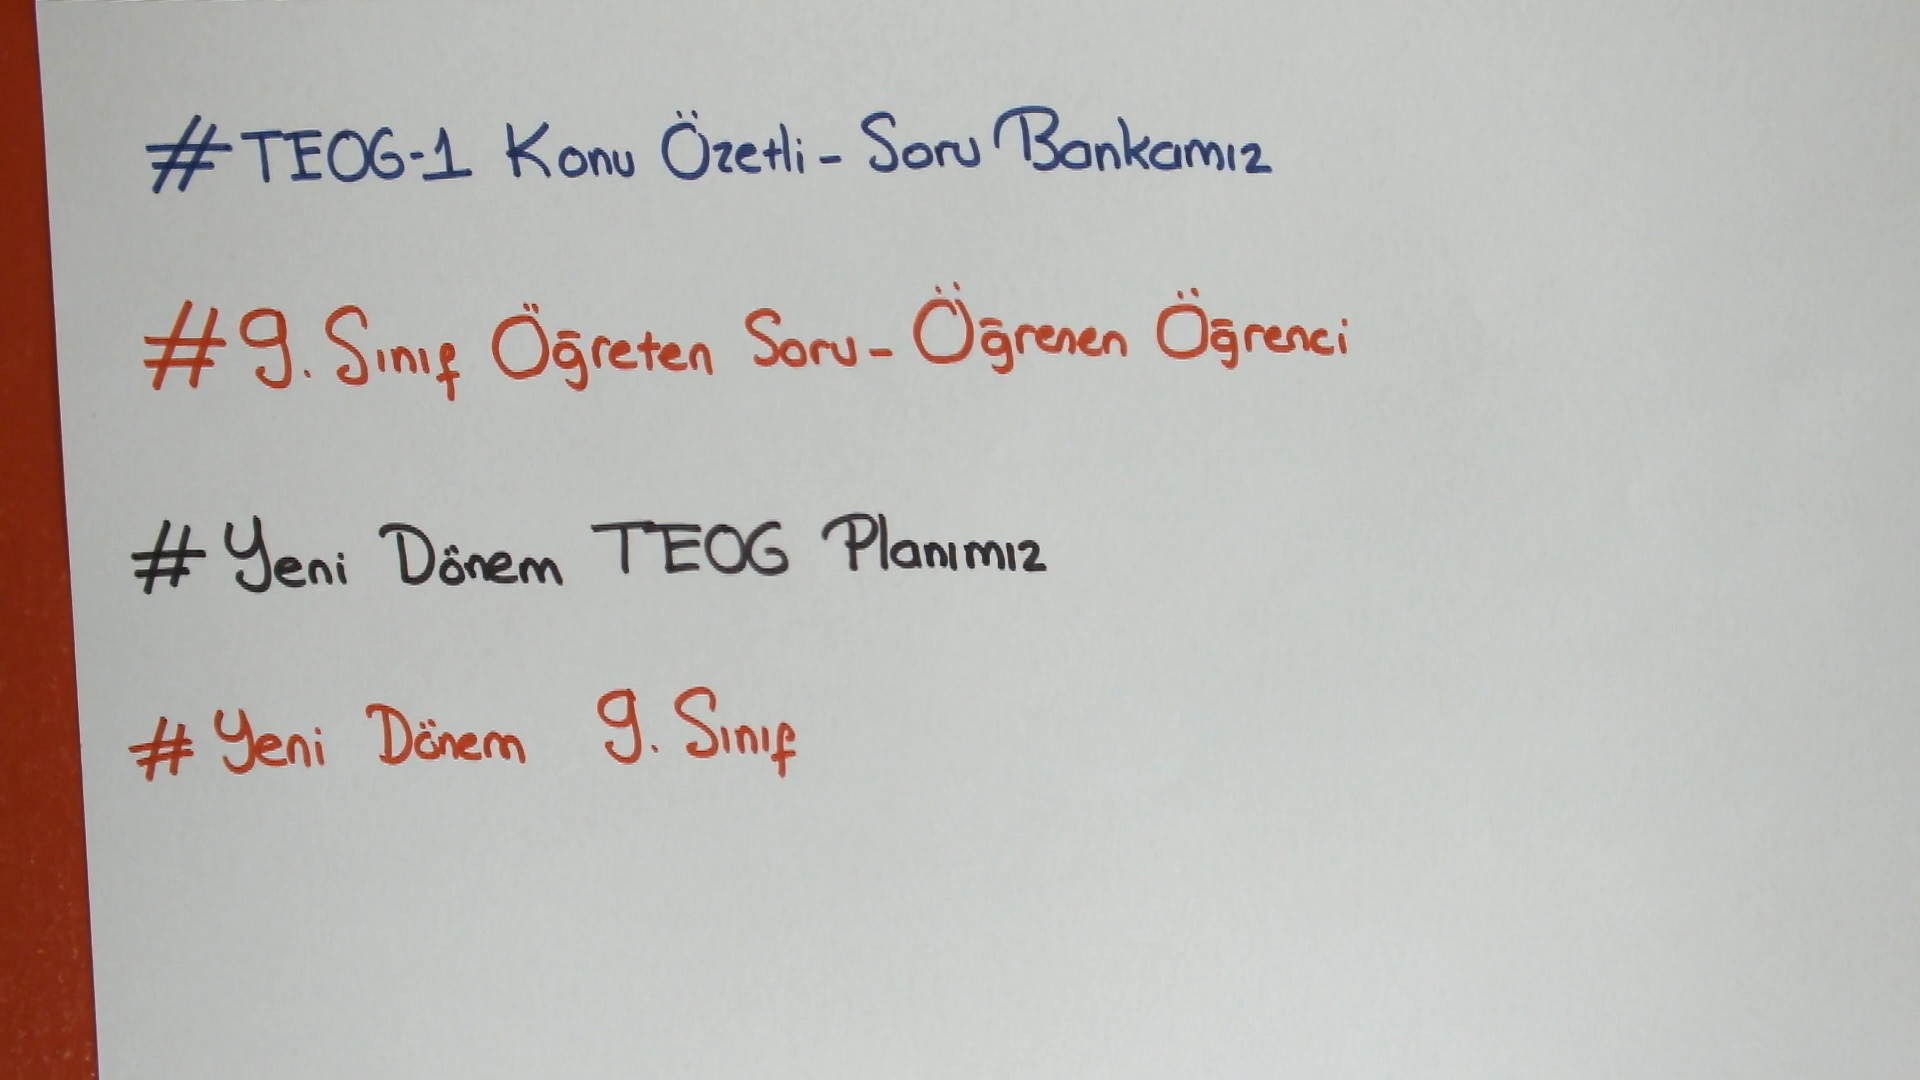 #TEOG-1 Konu Özetli - Soru Bankamız
#9. Sınıf Öğreten Soru - Öğrenen Öğrenci
#Yeni Dönem TEOG Planımız
#Yeni Dönem 9. Sınıf